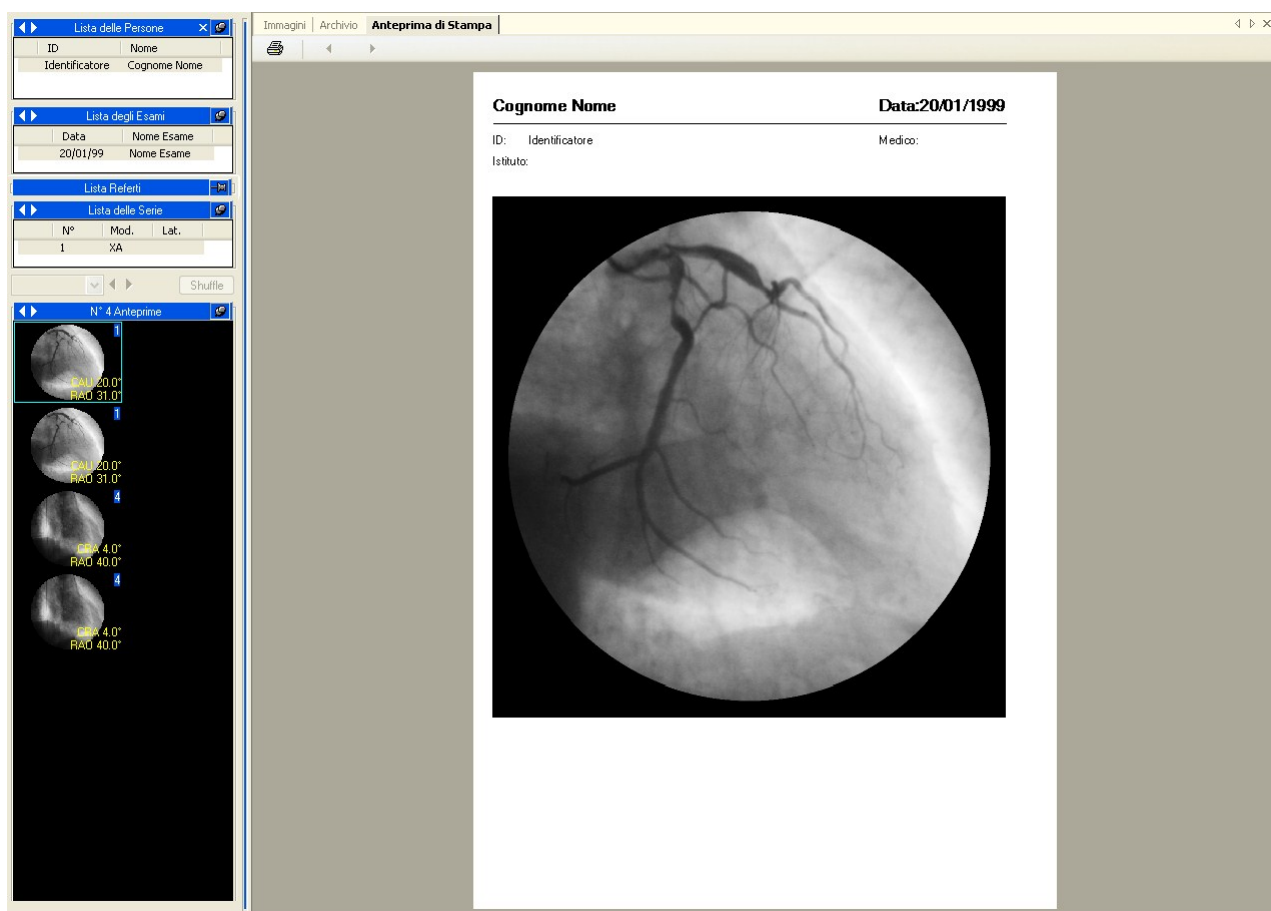 Lista delle Persone
ID Nome
Identificatore Cognome Nome
Lista degli Esami
Data Nome Esame
20/01/99 Nome Esame
Lista Referti
Lista delle Serie
N° Mod. Lat.
1 XA
Shuffle
N° 4 Anteprime
1
CAU 20.0°
RAO 31.0°
1
CAU 20.0°
RAO 31.0°
4
CRA 4.0°
RAO 40.0°
4
CRA 4.0°
RAO 40.0°
Immagini Archivio Anteprima di Stampa
Cognome Nome Data:20/01/1999
ID: Identificatore Medico:
Istituto: